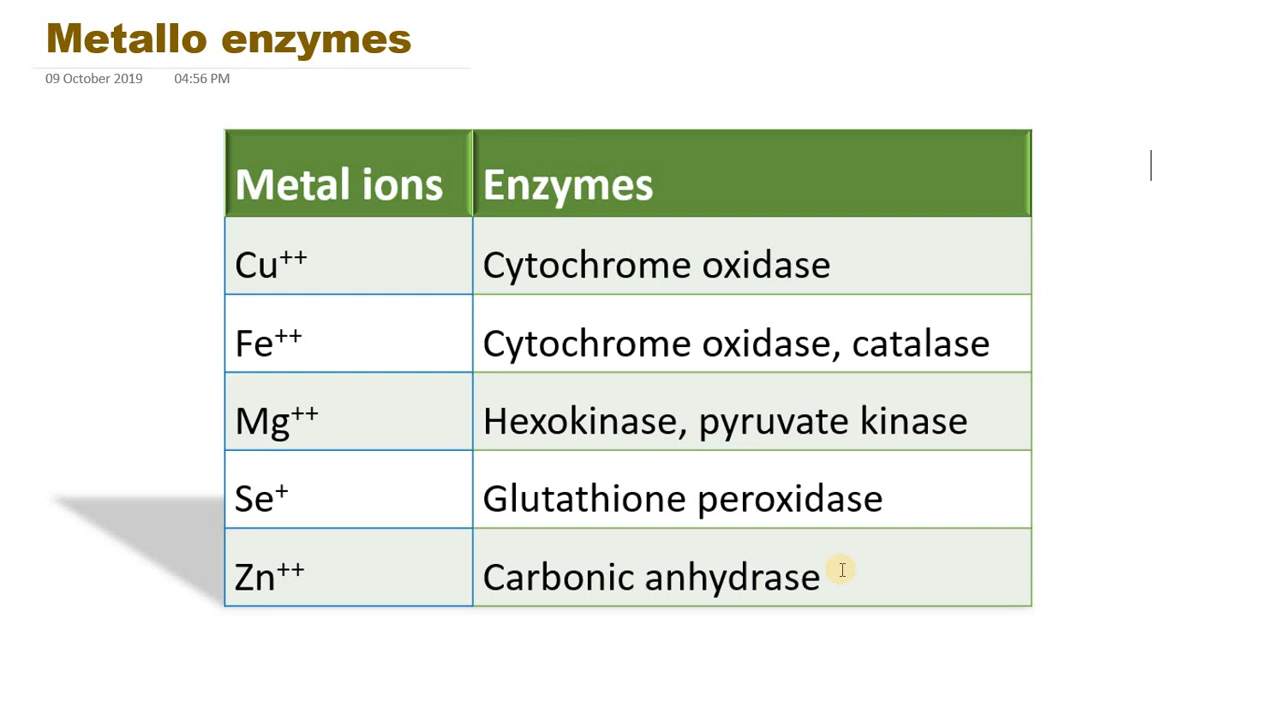 Metallo enzymes
09 October 2019 04:56 PM
Metal ions Enzymes
Cu⁺⁺ Cytochrome oxidase
Fe⁺⁺ Cytochrome oxidase, catalase
Mg⁺⁺ Hexokinase, pyruvate kinase
Se⁺ Glutathione peroxidase
Zn⁺⁺ Carbonic anhydrase